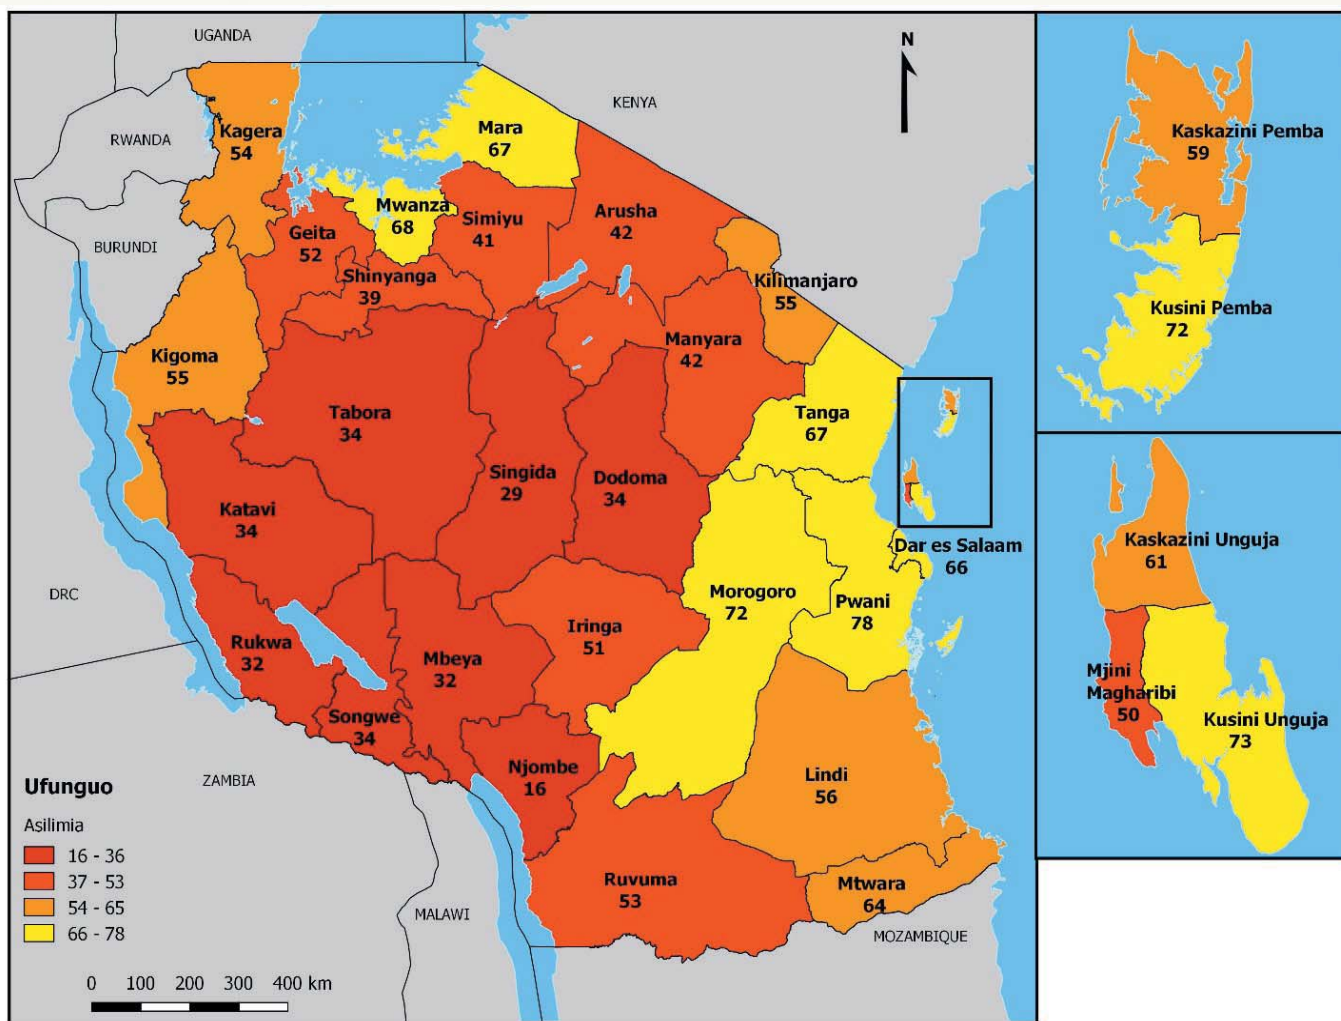 UGANDA
N
KENYA
RWANDA
BURUNDI
DRC
ZAMBIA
MALAWI
MOZAMBIQUE
Kagera
54
Mara
67
Mwanza
68
Simiyu
41
Arusha
42
Geita
52
Shinyanga
39
Kilimanjaro
55
Kigoma
55
Manyara
42
Tabora
34
Tanga
67
Singida
29
Dodoma
34
Katavi
34
Dar es Salaam
66
Morogoro
72
Pwani
78
Rukwa
32
Mbeya
32
Iringa
51
Songwe
34
Njombe
16
Lindi
56
Ruvuma
53
Mtwara
64
Ufunguo
Asilimia
16 - 36
37 - 53
54 - 65
66 - 78
0 100 200 300 400 km
Kaskazini Pemba
59
Kusini Pemba
72
Kaskazini Unguja
61
Mjini
Magharibi
50
Kusini Unguja
73